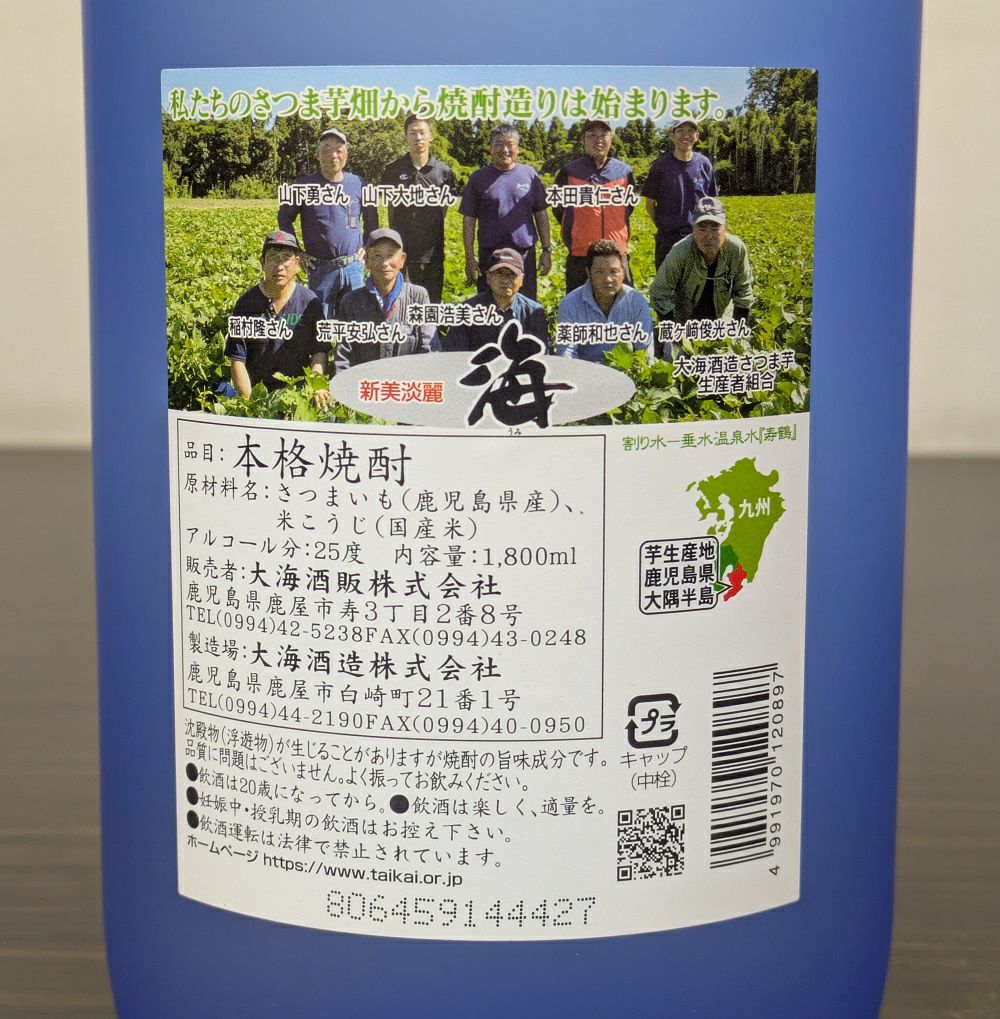 私たちのさつま芋畑から焼酎造りは始まります。
山下勇さん 山下大地さん 本田貴仁さん
稲村隆さん 荒平安弘さん 森園浩美さん 薬師和也さん 蔵ケ崎俊光さん
大海酒造さつま芋
生産者組合
新美淡麗 海
うみ
割り水ー垂水温泉水『寿鶴』
品目:本格焼酎
原材料名:さつまいも(鹿児島県産)、
米こうじ(国産米)
アルコール分:25度 内容量:1,800ml
販売者:大海酒販株式会社
鹿児島県鹿屋市寿3丁目2番8号
TEL(0994)42-5238FAX(0994)43-0248
製造場:大海酒造株式会社
鹿児島県鹿屋市白崎町21番1号
TEL(0994)44-2190FAX(0994)40-0950
九州
芋生産地
鹿児島県
大隅半島
沈殿物(浮遊物)が生じることがありますが焼酎の旨味成分です。
品質に問題はございません。よく振ってお飲みください。
●飲酒は20歳になってから。●飲酒は楽しく、適量を。
●妊娠中・授乳期の飲酒はお控え下さい。
●飲酒運転は法律で禁止されています。
ホームページ https://www.taikai.or.jp
プラ
キャップ
(中栓)
4 991970 120897
806459144427